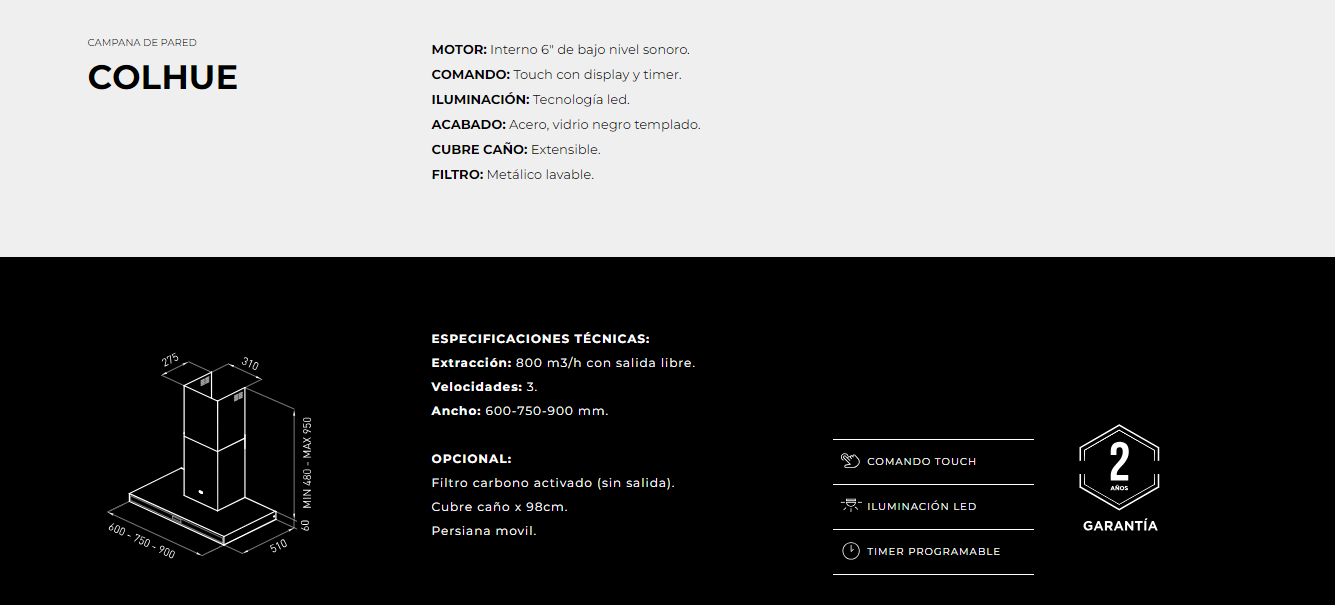 CAMPANA DE PARED
COLHUE
MOTOR: Interno 6" de bajo nivel sonoro.
COMANDO: Touch con display y timer.
ILUMINACIÓN: Tecnología led.
ACABADO: Acero, vidrio negro templado.
CUBRE CAÑO: Extensible.
FILTRO: Metálico lavable.
275
310
MIN 480 - MAX 950
60
600 - 750 - 900
510
ESPECIFICACIONES TÉCNICAS:
Extracción: 800 m3/h con salida libre.
Velocidades: 3.
Ancho: 600-750-900 mm.
OPCIONAL:
Filtro carbono activado (sin salida).
Cubre caño x 98cm.
Persiana movil.
COMANDO TOUCH
ILUMINACIÓN LED
TIMER PROGRAMABLE
2
AÑOS
GARANTÍA